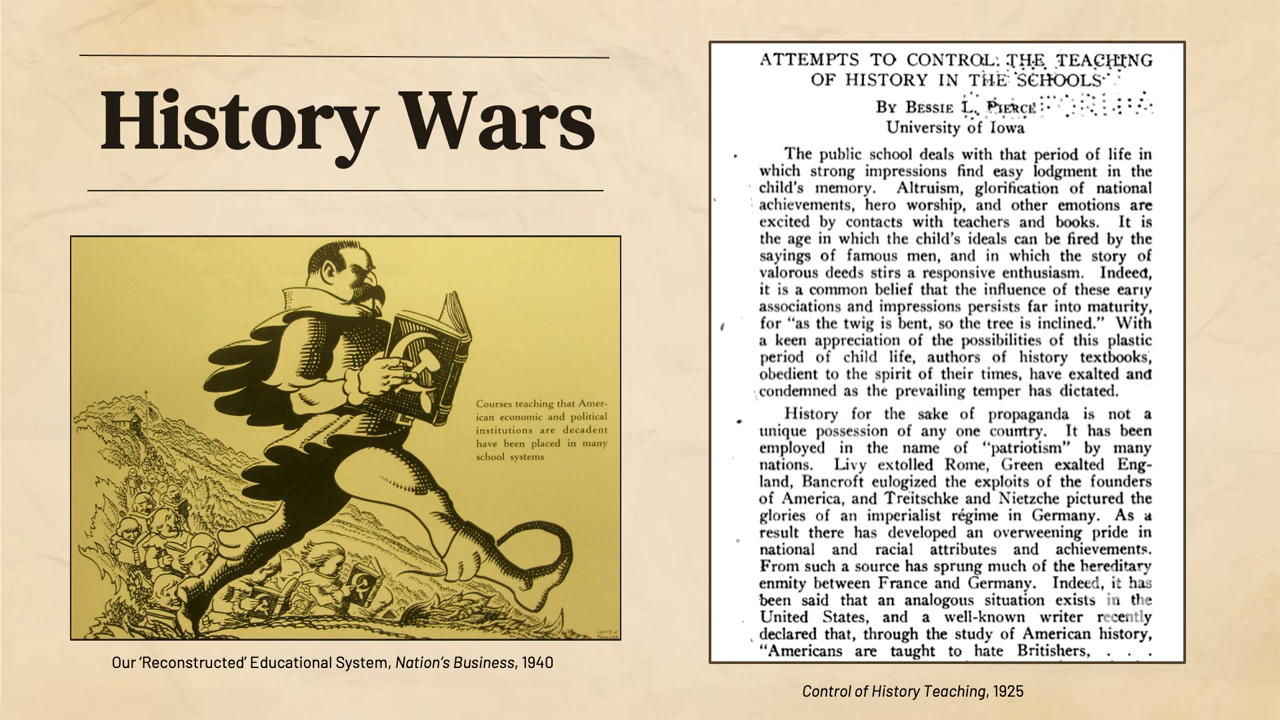 History Wars
Courses teaching that Amer-
ican economic and political
institutions are decadent
have been placed in many
school systems
Our ‘Reconstructed’ Educational System, Nation’s Business, 1940
ATTEMPTS TO CONTROL THE TEACHING
OF HISTORY IN THE SCHOOLS
By Bessie L. Pierce
University of Iowa
The public school deals with that period of life in
which strong impressions find easy lodgment in the
child's memory. Altruism, glorification of national
achievements, hero worship, and other emotions are
excited by contacts with teachers and books. It is
the age in which the child's ideals can be fired by the
sayings of famous men, and in which the story of
valorous deeds stirs a responsive enthusiasm. Indeed,
it is a common belief that the influence of these early
associations and impressions persists far into maturity,
for "as the twig is bent, so the tree is inclined." With
a keen appreciation of the possibilities of this plastic
period of child life, authors of history textbooks,
obedient to the spirit of their times, have exalted and
condemned as the prevailing temper has dictated.
History for the sake of propaganda is not a
unique possession of any one country. It has been
employed in the name of "patriotism" by many
nations. Livy extolled Rome, Green exalted Eng-
land, Bancroft eulogized the exploits of the founders
of America, and Treitschke and Nietzche pictured the
glories of an imperialist régime in Germany. As a
result there has developed an overweening pride in
national and racial attributes and achievements.
From such a source has sprung much of the hereditary
enmity between France and Germany. Indeed, it has
been said that an analogous situation exists in the
United States, and a well-known writer recently
declared that, through the study of American history,
"Americans are taught to hate Britishers, . . .
Control of History Teaching, 1925